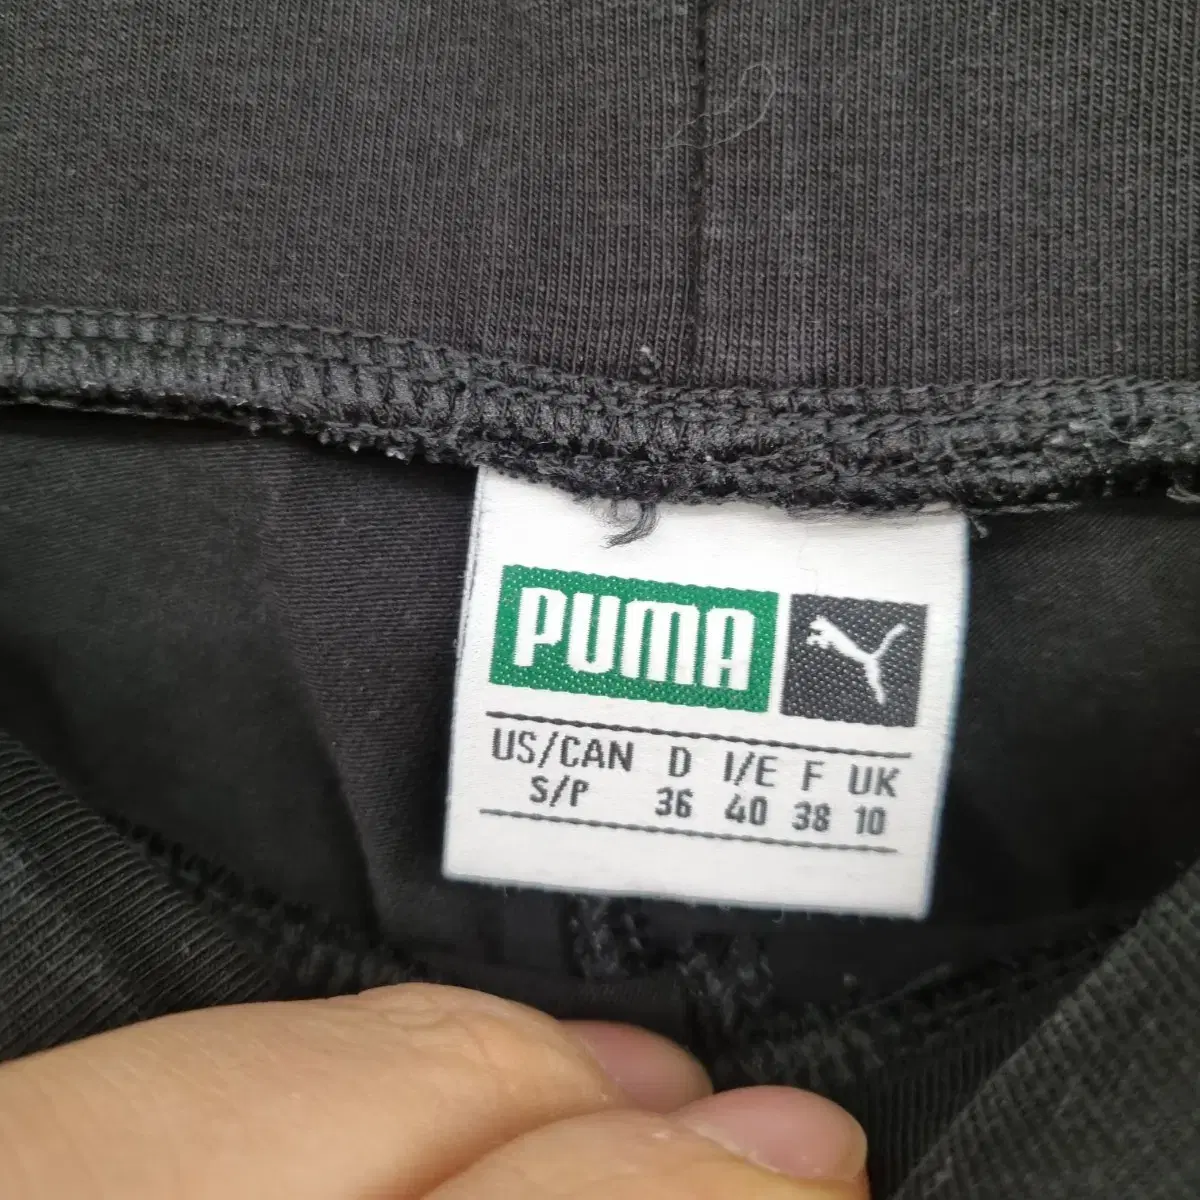 PUMA
US/CAN D I/E F UK
S/P 36 40 38 10